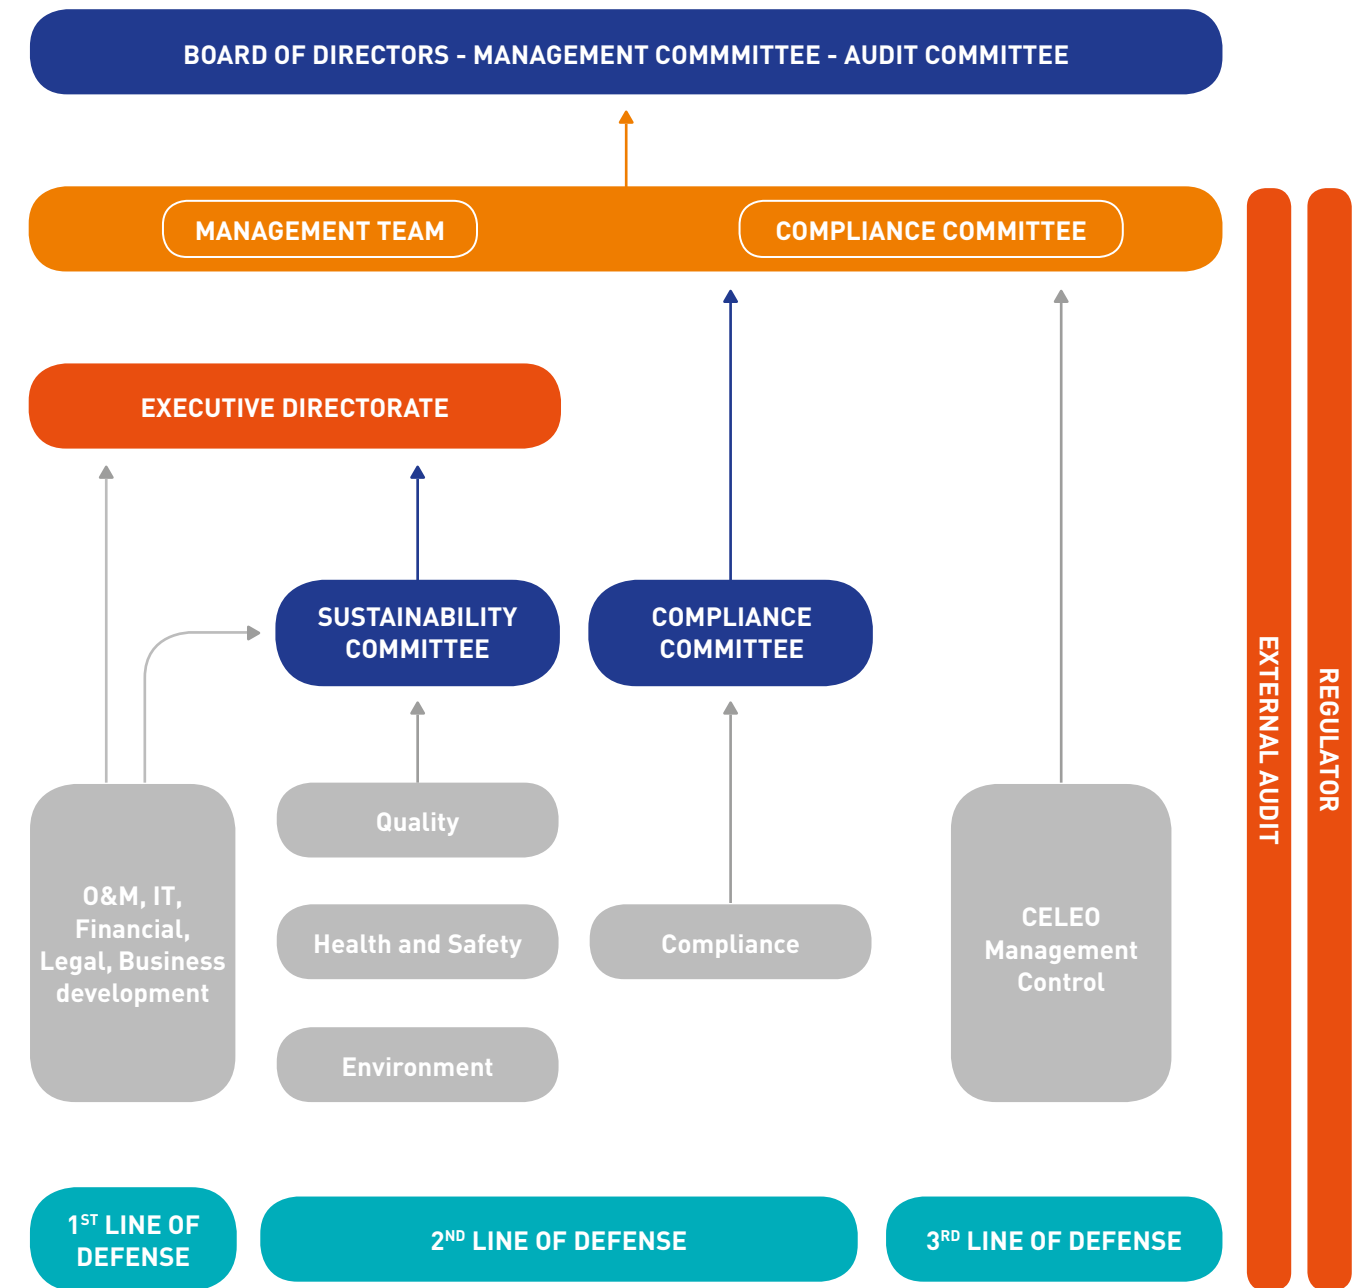 BOARD OF DIRECTORS - MANAGEMENT COMMMITTEE - AUDIT COMMITTEE
MANAGEMENT TEAM
COMPLIANCE COMMITTEE
EXECUTIVE DIRECTORATE
SUSTAINABILITY
COMMITTEE
COMPLIANCE
COMMITTEE
O&M, IT,
Financial,
Legal, Business
development
Quality
Health and Safety
Environment
Compliance
CELEO
Management
Control
EXTERNAL AUDIT
REGULATOR
1ST LINE OF
DEFENSE
2ND LINE OF DEFENSE
3RD LINE OF DEFENSE